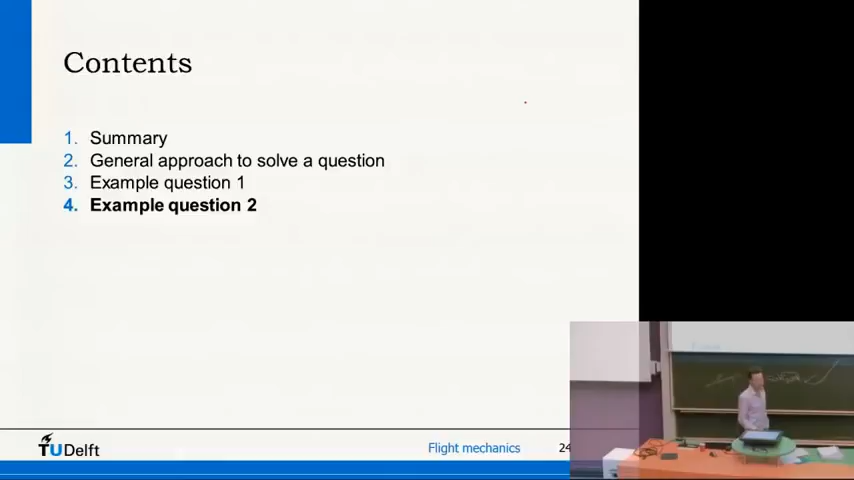 Contents
1. Summary
2. General approach to solve a question
3. Example question 1
4. Example question 2
TUDelft
Flight mechanics
24